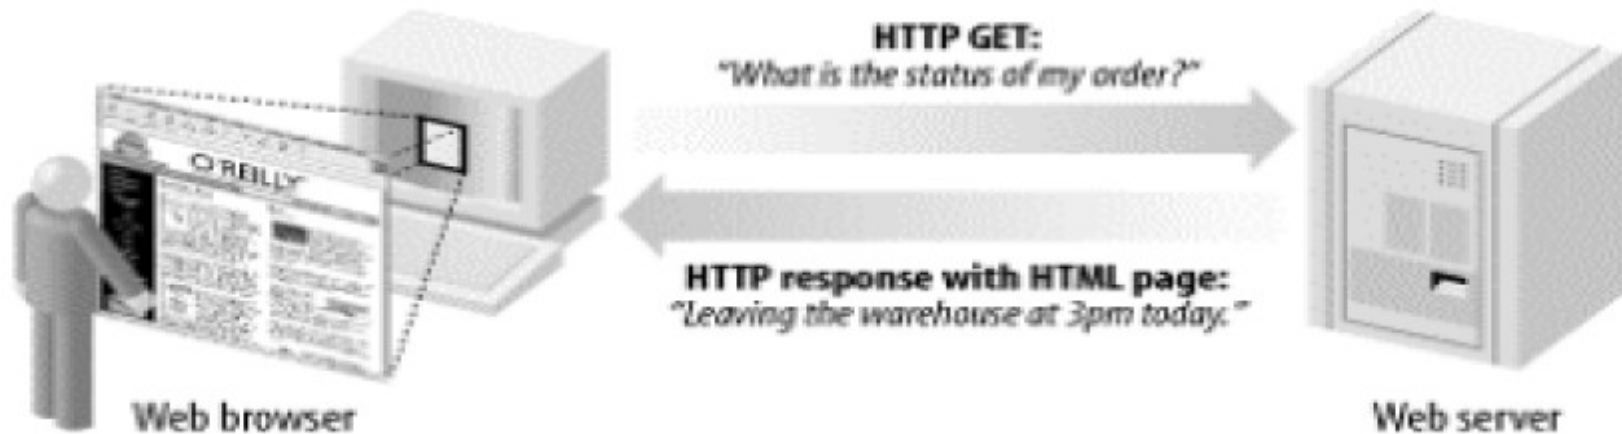 HTTP GET:
"What is the status of my order?"
O'REILLY
HTTP response with HTML page:
"Leaving the warehouse at 3pm today."
Web browser
Web server